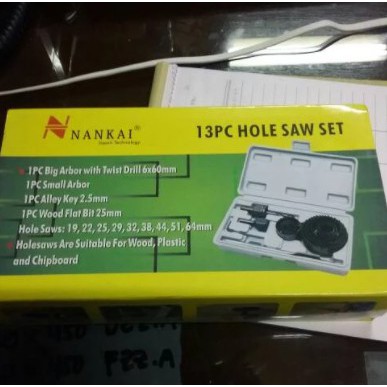 NANKAI®
Smart Technology
13PC HOLE SAW SET
1PC Big Arbor with Twist Drill 6x60mm
1PC Small Arbor
1PC Alley Key 2.5mm
1PC Wood Flat Bit 25mm
Hole Saws: 19, 22, 25, 29, 32, 38, 44, 51, 64mm
Holesaws Are Suitable For Wood, Plastic
and Chipboard